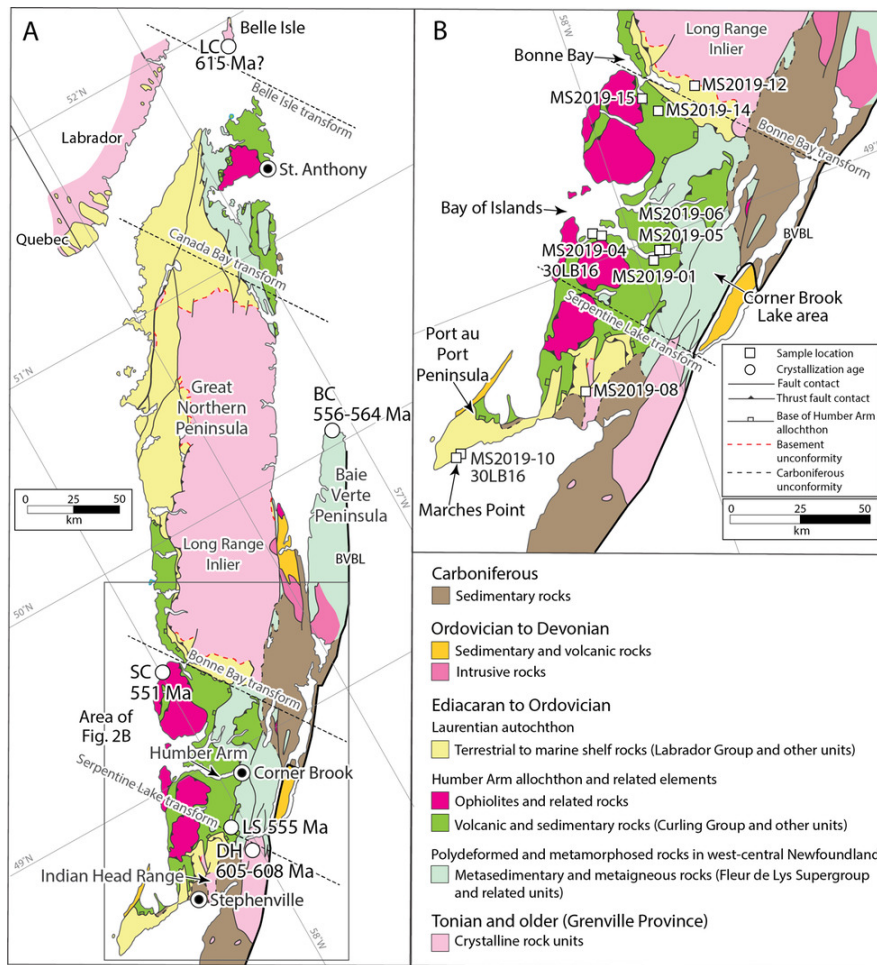 A
Belle Isle
LC
615 Ma?
52°N
Belle Isle transform
Labrador
St. Anthony
Quebec
Canada Bay transform
51°N
Great
Northern
Peninsula
BC
556-564 Ma
57°W
Baie
Verte
Peninsula
0 25 50
km
Long Range
Inlier
BVBL
50°N
Bonne Bay transform
SC
551 Ma
Area of
Fig. 2B
Humber Arm
Corner Brook
Serpentine Lake transform
LS 555 Ma
DH
605-608 Ma
49°N
Indian Head Range
Stephenville
58°W
B
58°W
Long Range
Inlier
Bonne Bay
MS2019-12
MS2019-15
MS2019-14
Bonne Bay transform
49°
Bay of Islands
MS2019-06
MS2019-05
MS2019-04
30LB16
MS2019-01
BVBL
Corner Brook
Lake area
Serpentine Lake transform
Port au
Port
Peninsula
MS2019-08
MS2019-10
30LB16
Marches Point
Sample location
Crystallization age
Fault contact
Thrust fault contact
Base of Humber Arm
allochthon
Basement
unconformity
Carboniferous
unconformity
0 25 50
km
Carboniferous
Sedimentary rocks
Ordovician to Devonian
Sedimentary and volcanic rocks
Intrusive rocks
Ediacaran to Ordovician
Laurentian autochthon
Terrestrial to marine shelf rocks (Labrador Group and other units)
Humber Arm allochthon and related elements
Ophiolites and related rocks
Volcanic and sedimentary rocks (Curling Group and other units)
Polydeformed and metamorphosed rocks in west-central Newfoundland
Metasedimentary and metaigneous rocks (Fleur de Lys Supergroup
and related units)
Tonian and older (Grenville Province)
Crystalline rock units